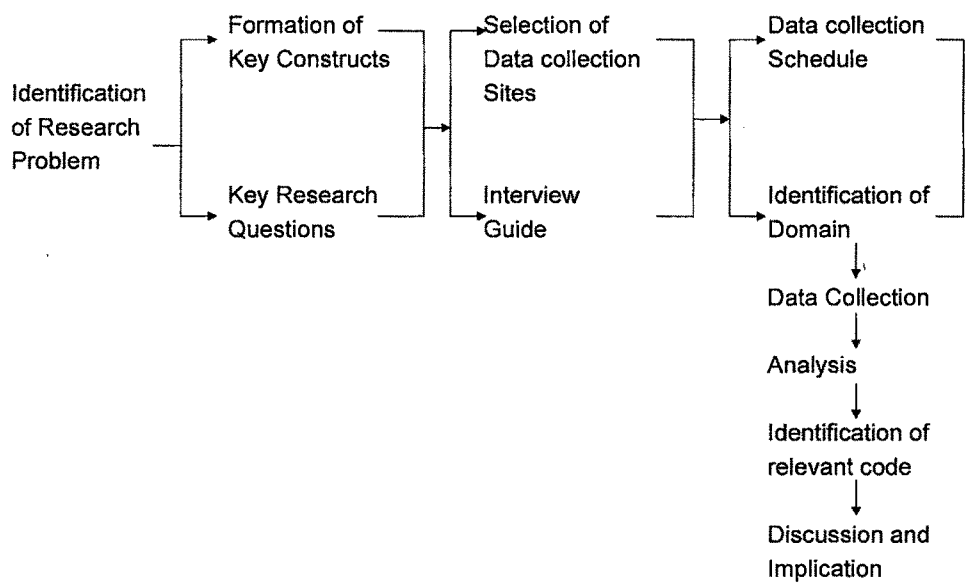 Identification
of Research
Problem
Formation of
Key Constructs
Key Research
Questions
Selection of
Data collection
Sites
Interview
Guide
Data collection
Schedule
Identification of
Domain
Data Collection
Analysis
Identification of
relevant code
Discussion and
Implication